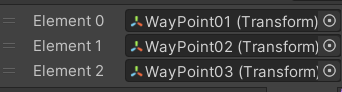 Element 0 WayPoint01 (Transform)
Element 1 WayPoint02 (Transform)
Element 2 WayPoint03 (Transform)